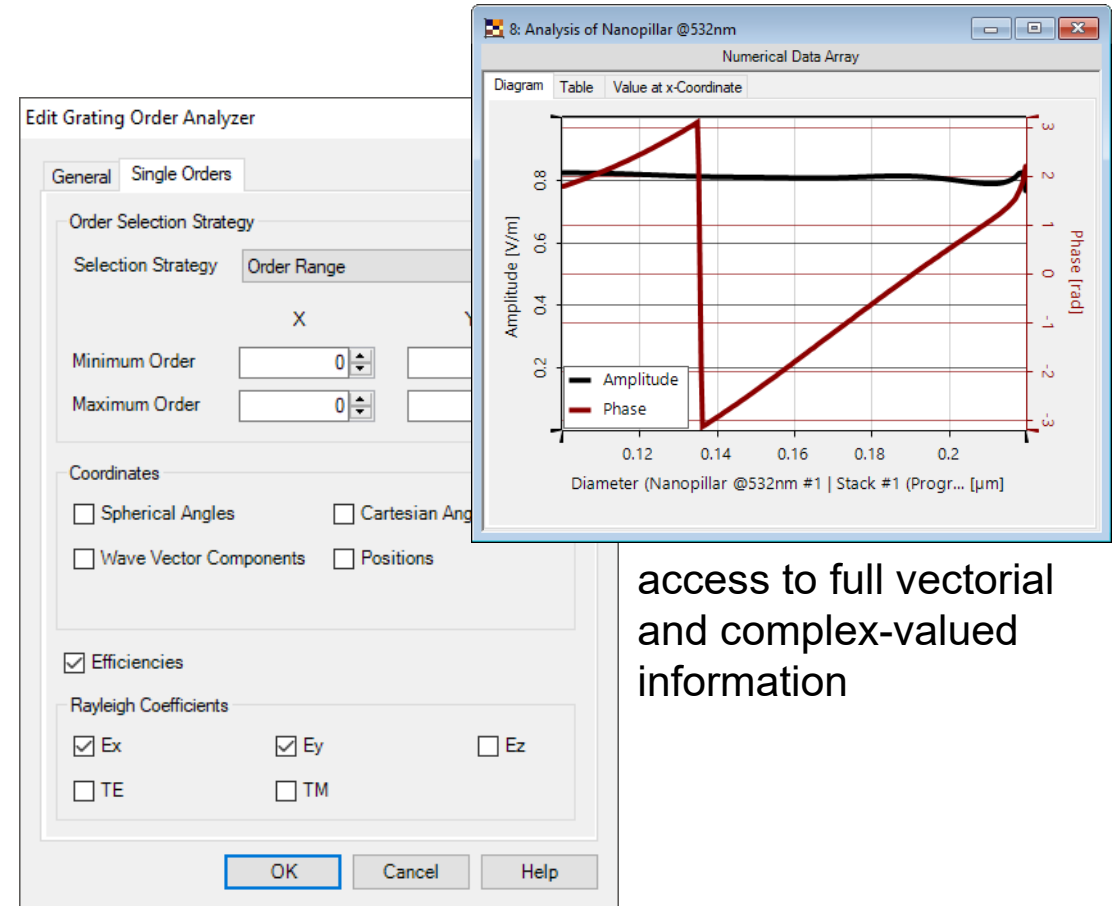 8: Analysis of Nanopillar @532nm
Numerical Data Array
Diagram Table Value at x-Coordinate
Amplitude [V/m]
0.8
0.6
0.4
0.2
Phase [rad]
3
2
1
0
-1
-2
-3
Amplitude
Phase
0.12 0.14 0.16 0.18 0.2
Diameter (Nanopillar @532nm #1 | Stack #1 (Progr... [µm]
Edit Grating Order Analyzer
General Single Orders
Order Selection Strategy
Selection Strategy Order Range
X
Minimum Order 0
Maximum Order 0
Coordinates
Spherical Angles Cartesian Ang
Wave Vector Components Positions
Efficiencies
Rayleigh Coefficients
Ex Ey Ez
TE TM
OK Cancel Help
access to full vectorial
and complex-valued
information